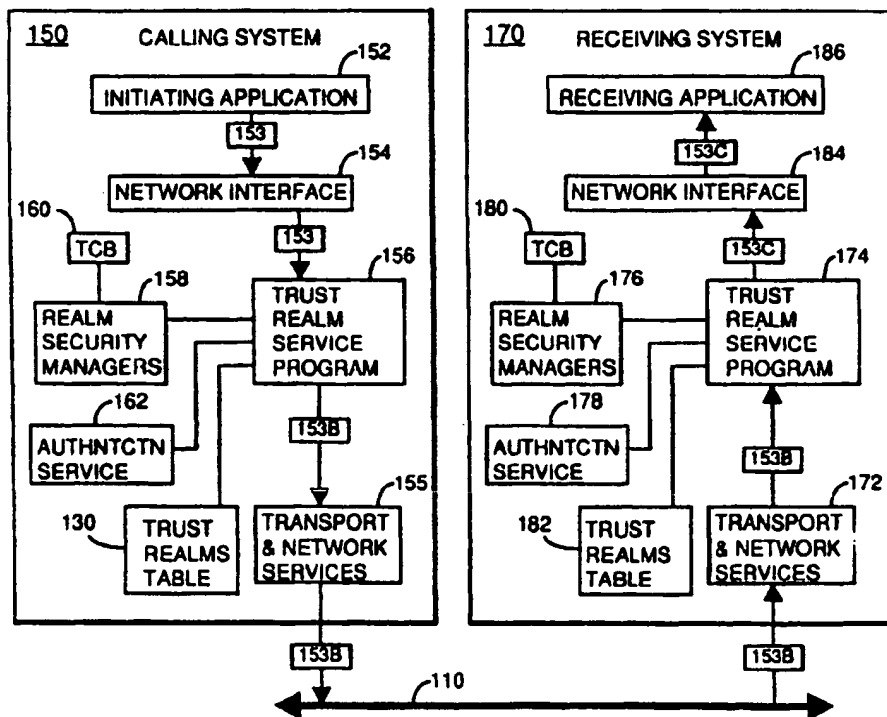 150 CALLING SYSTEM
152
INITIATING APPLICATION
153
154
NETWORK INTERFACE
160
153
156
TCB
158
REALM
SECURITY
MANAGERS
TRUST
REALM
SERVICE
PROGRAM
162
AUTHNTCTN
SERVICE
153B
155
130
TRUST
REALMS
TABLE
TRANSPORT
& NETWORK
SERVICES
153B
110
170 RECEIVING SYSTEM
186
RECEIVING APPLICATION
153C
184
NETWORK INTERFACE
180
153C
174
TCB
176
REALM
SECURITY
MANAGERS
TRUST
REALM
SERVICE
PROGRAM
178
AUTHNTCTN
SERVICE
153B
172
182
TRUST
REALMS
TABLE
TRANSPORT
& NETWORK
SERVICES
153B